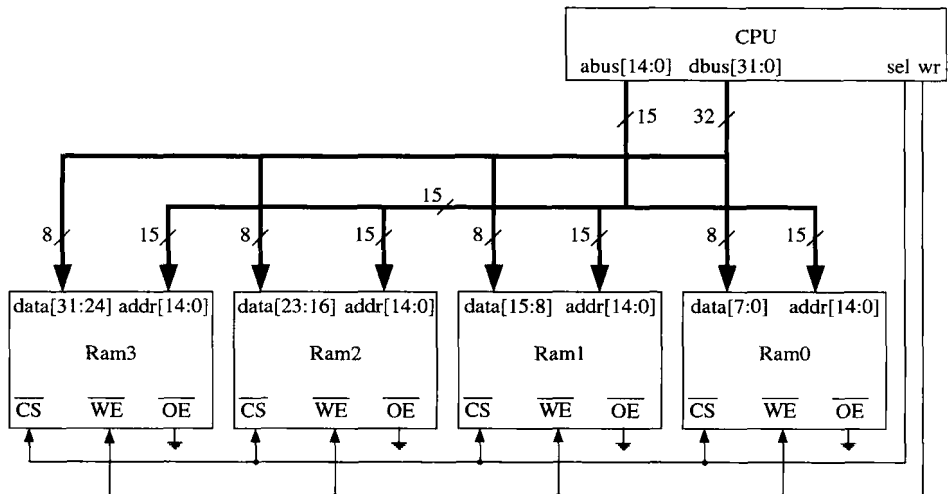 CPU
abus[14:0] dbus[31:0] sel wr
15 32
15
8 15 8 15 8 15 8 15
data[31:24] addr[14:0] data[23:16] addr[14:0] data[15:8] addr[14:0] data[7:0] addr[14:0]
Ram3 Ram2 Ram1 Ram0
CS WE OE CS WE OE CS WE OE CS WE OE